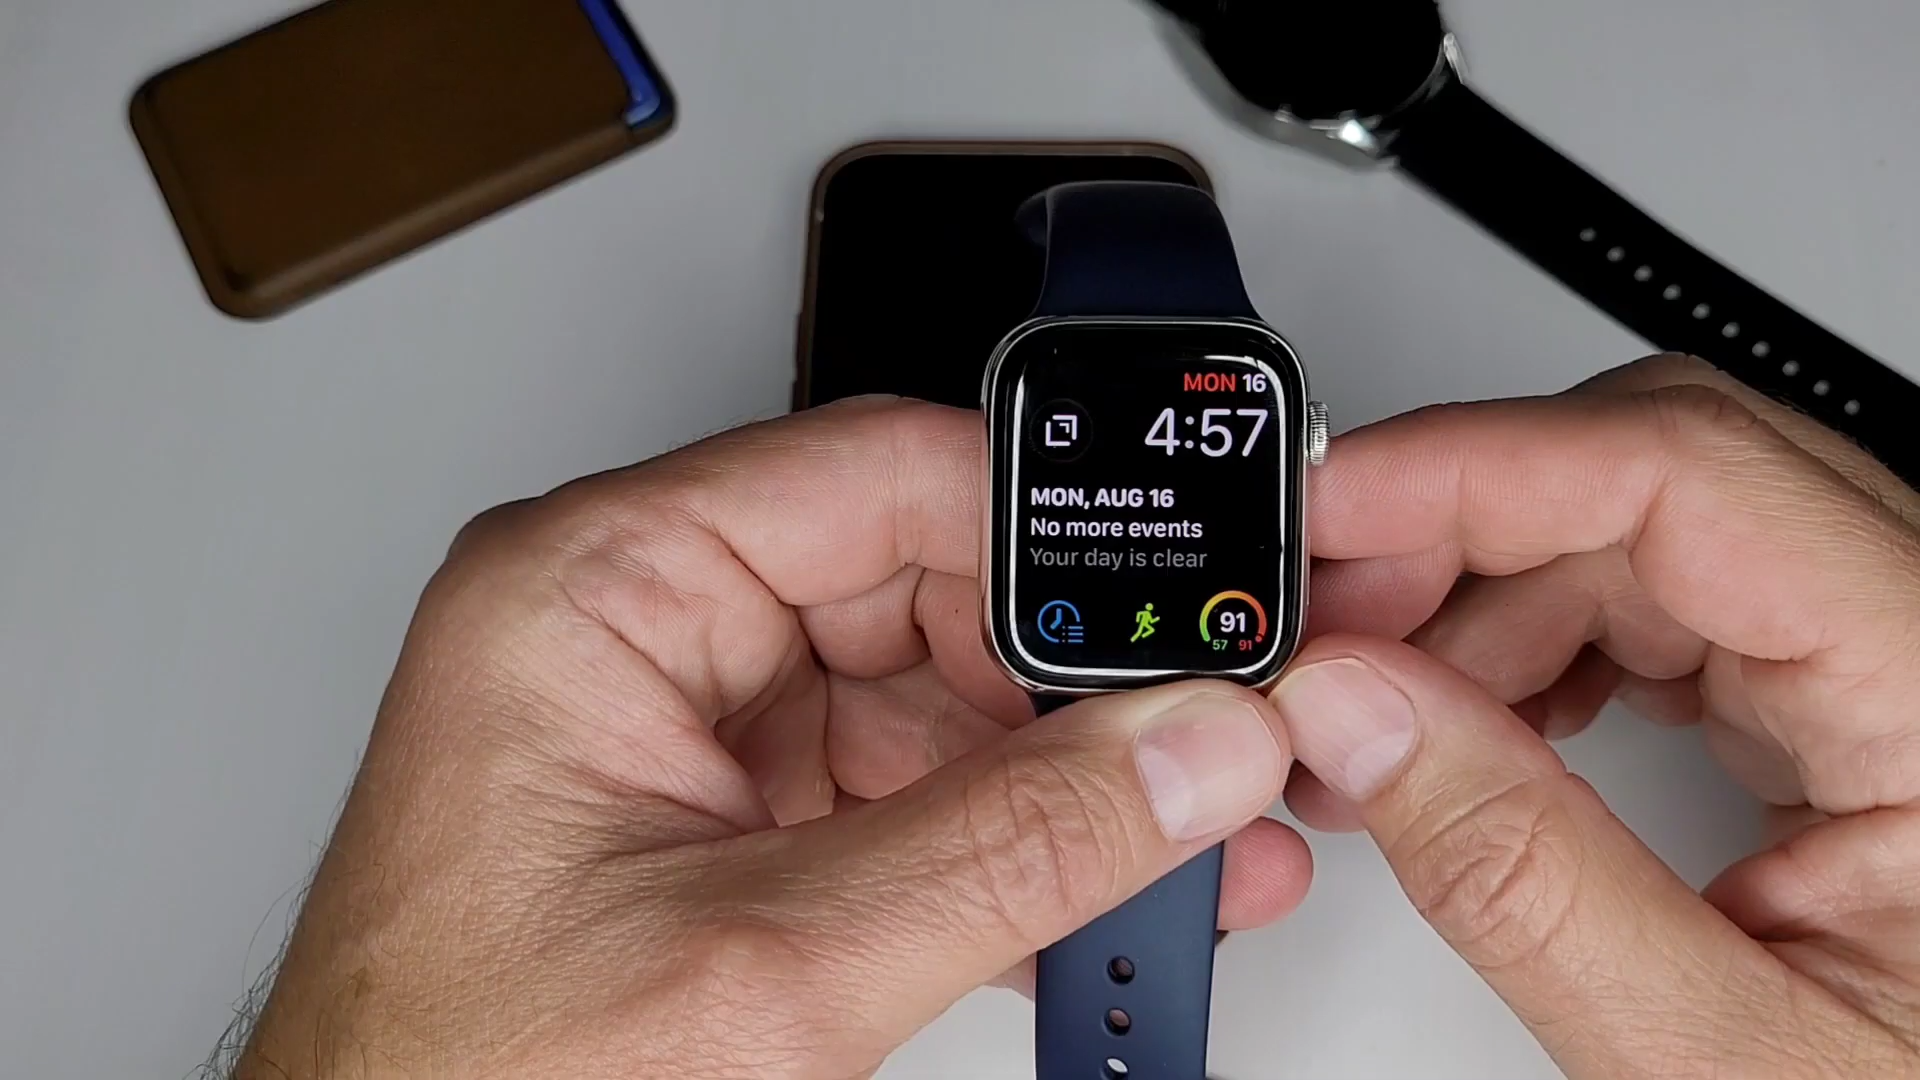 MON 16
4:57
MON, AUG 16
No more events
Your day is clear
91
57 91